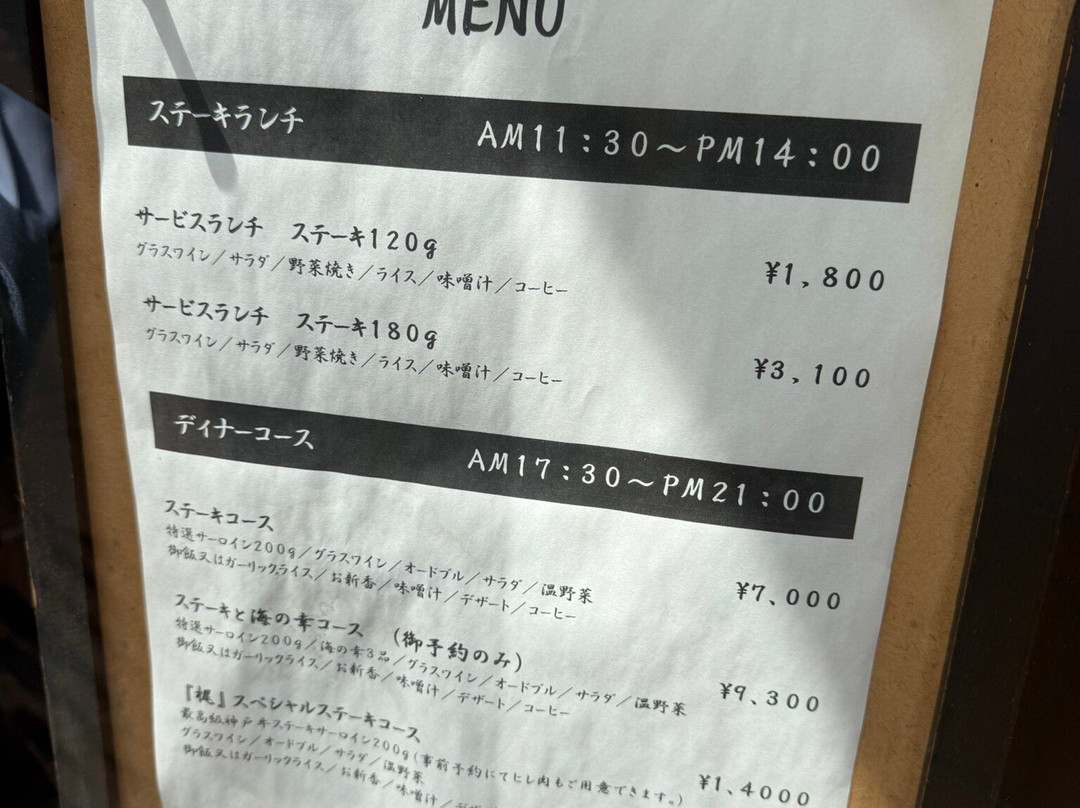 MENU
ステーキランチ AM11:30～PM14:00
サービスランチ ステーキ120g
グラスワイン／サラダ／野菜焼き／ライス／味噌汁／コーヒー ¥1,800
サービスランチ ステーキ180g
グラスワイン／サラダ／野菜焼き／ライス／味噌汁／コーヒー ¥3,100
ディナーコース AM17:30～PM21:00
ステーキコース
特選サーロイン200g／グラスワイン／オードブル／サラダ／温野菜
御飯又はガーリックライス／お新香／味噌汁／デザート／コーヒー ¥7、000
ステーキと海の幸コース （御予約のみ）
特選サーロイン200g／海の幸3品／グラスワイン／オードブル／サラダ／温野菜
御飯又はガーリックライス／お新香／味噌汁／デザート／コーヒー ¥9、300
『梶』スペシャルステーキコース
最高級神戸牛ステーキサーロイン200g(事前予約にてヒレ肉もご用意できます。)
グラスワイン／オードブル／サラダ／温野菜
御飯又はガーリックライス／お新香／味噌汁／ ¥1、4000